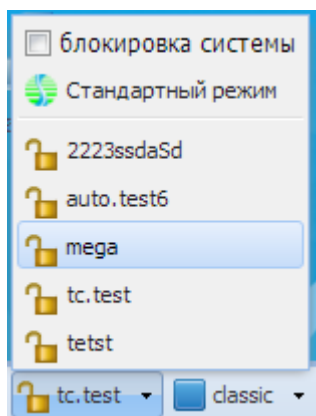 блокировка системы
Стандартный режим
2223ssdaSd
auto.test6
mega
tc.test
tetst
tc.test classic